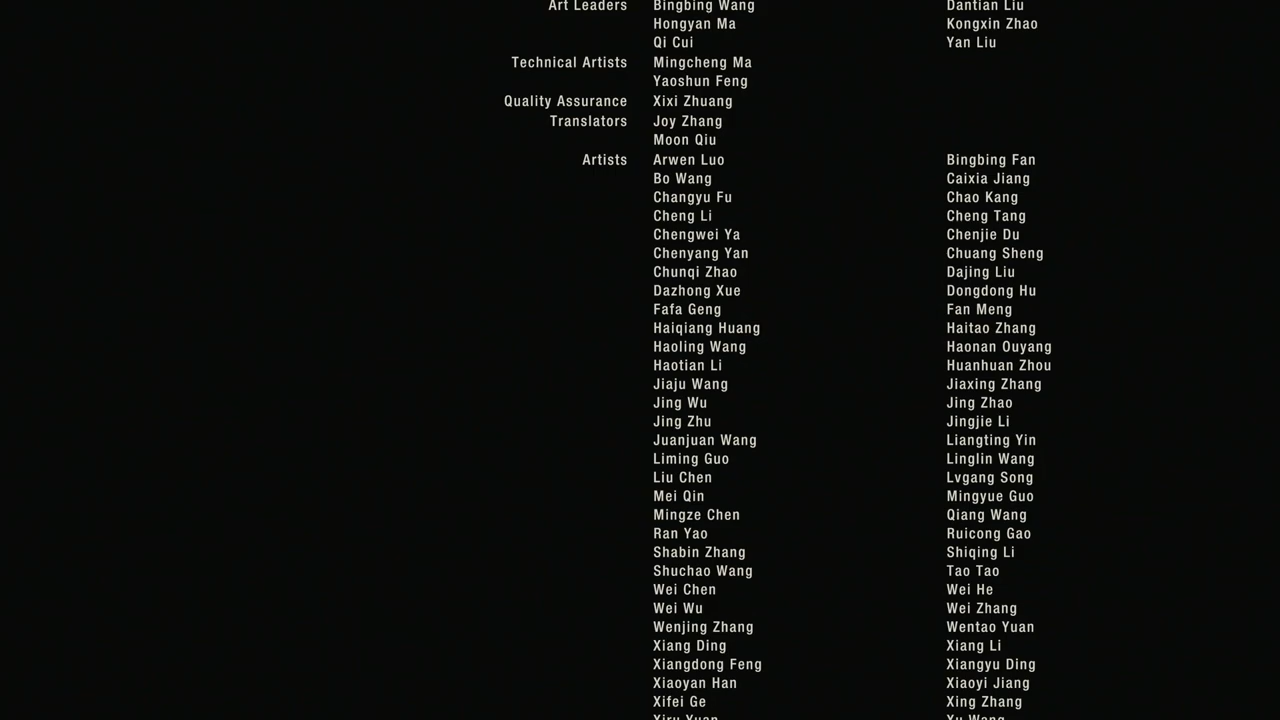 Art Leaders Bingbing Wang Dantian Liu
Hongyan Ma Kongxin Zhao
Qi Cui Yan Liu
Technical Artists Mingcheng Ma
Yaoshun Feng
Quality Assurance Xixi Zhuang
Translators Joy Zhang
Moon Qiu
Artists Arwen Luo Bingbing Fan
Bo Wang Caixia Jiang
Changyu Fu Chao Kang
Cheng Li Cheng Tang
Chengwei Ya Chenjie Du
Chenyang Yan Chuang Sheng
Chunqi Zhao Dajing Liu
Dazhong Xue Dongdong Hu
Fafa Geng Fan Meng
Haiqiang Huang Haitao Zhang
Haoling Wang Haonan Ouyang
Haotian Li Huanhuan Zhou
Jiaju Wang Jiaxing Zhang
Jing Wu Jing Zhao
Jing Zhu Jingjie Li
Juanjuan Wang Liangting Yin
Liming Guo Linglin Wang
Liu Chen Lvgang Song
Mei Qin Mingyue Guo
Mingze Chen Qiang Wang
Ran Yao Ruicong Gao
Shabin Zhang Shiqing Li
Shuchao Wang Tao Tao
Wei Chen Wei He
Wei Wu Wei Zhang
Wenjing Zhang Wentao Yuan
Xiang Ding Xiang Li
Xiangdong Feng Xiangyu Ding
Xiaoyan Han Xiaoyi Jiang
Xifei Ge Xing Zhang
Xiru Yuan Xu Wang